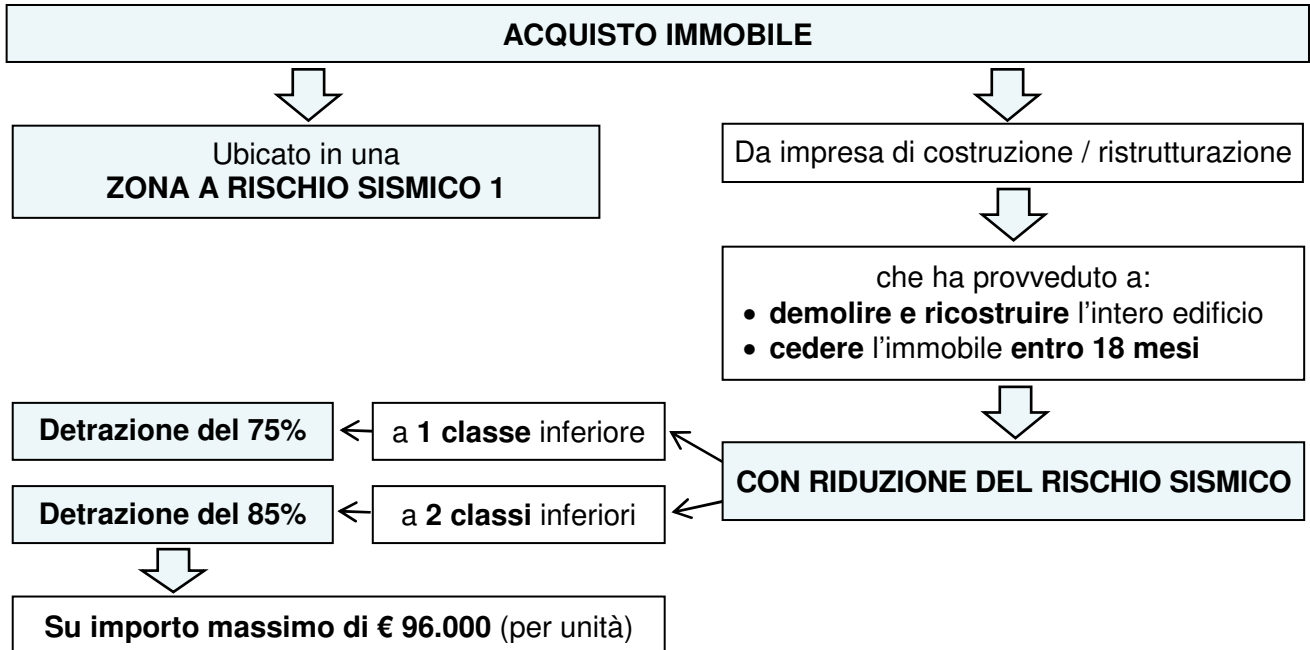 ACQUISTO IMMOBILE
Ubicato in una
ZONA A RISCHIO SISMICO 1
Da impresa di costruzione / ristrutturazione
che ha provveduto a:
• demolire e ricostruire l'intero edificio
• cedere l'immobile entro 18 mesi
CON RIDUZIONE DEL RISCHIO SISMICO
a 1 classe inferiore
Detrazione del 75%
a 2 classi inferiori
Detrazione del 85%
Su importo massimo di € 96.000 (per unità)